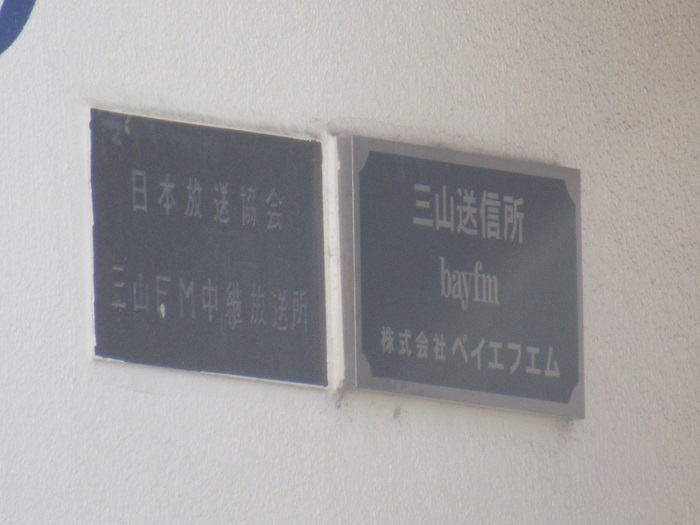 日本放送協会
三山FM中継放送所
三山送信所
bayfm
株式会社ベイエフエム